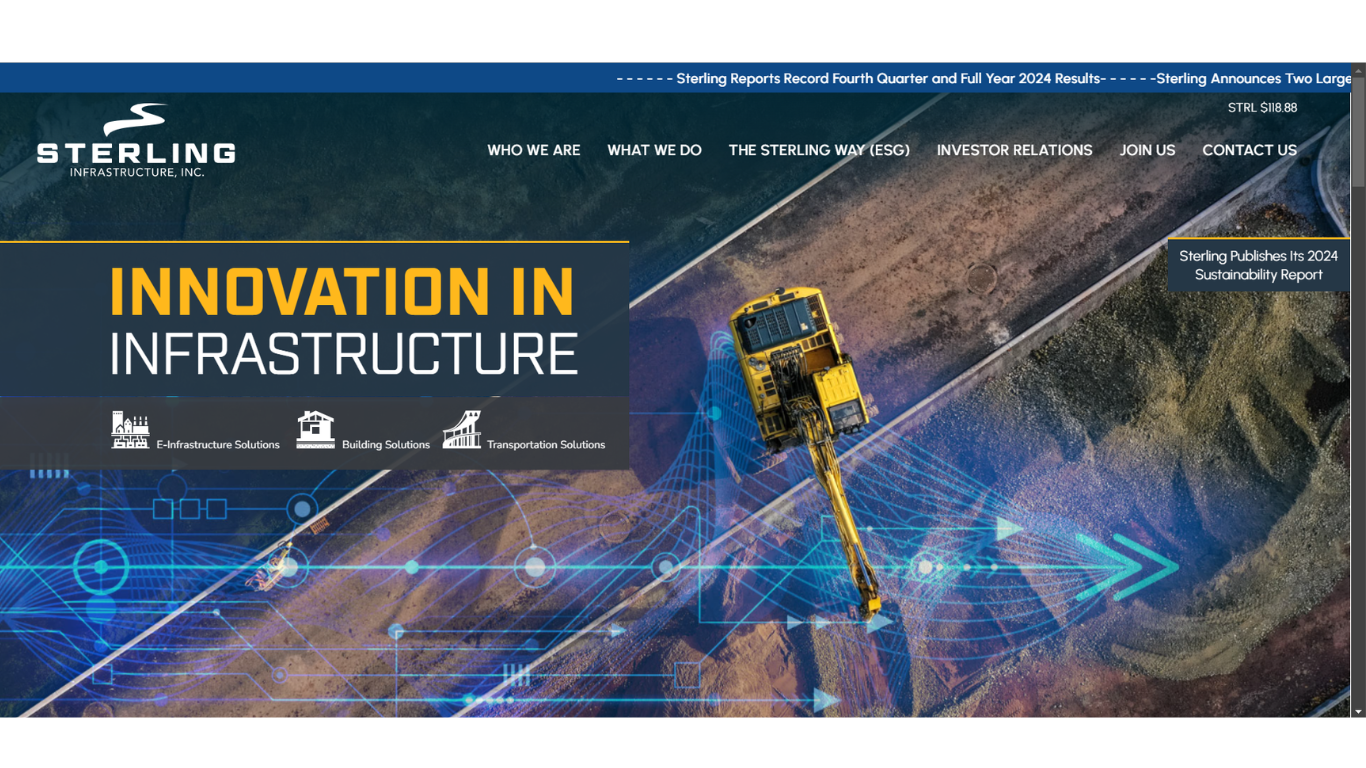 - - - - - - Sterling Reports Record Fourth Quarter and Full Year 2024 Results- - - - - -Sterling Announces Two Large
STRL $118.88
STERLING
INFRASTRUCTURE, INC.
WHO WE ARE WHAT WE DO THE STERLING WAY (ESG) INVESTOR RELATIONS JOIN US CONTACT US
Sterling Publishes Its 2024
Sustainability Report
INNOVATION IN
INFRASTRUCTURE
E-Infrastructure Solutions Building Solutions Transportation Solutions